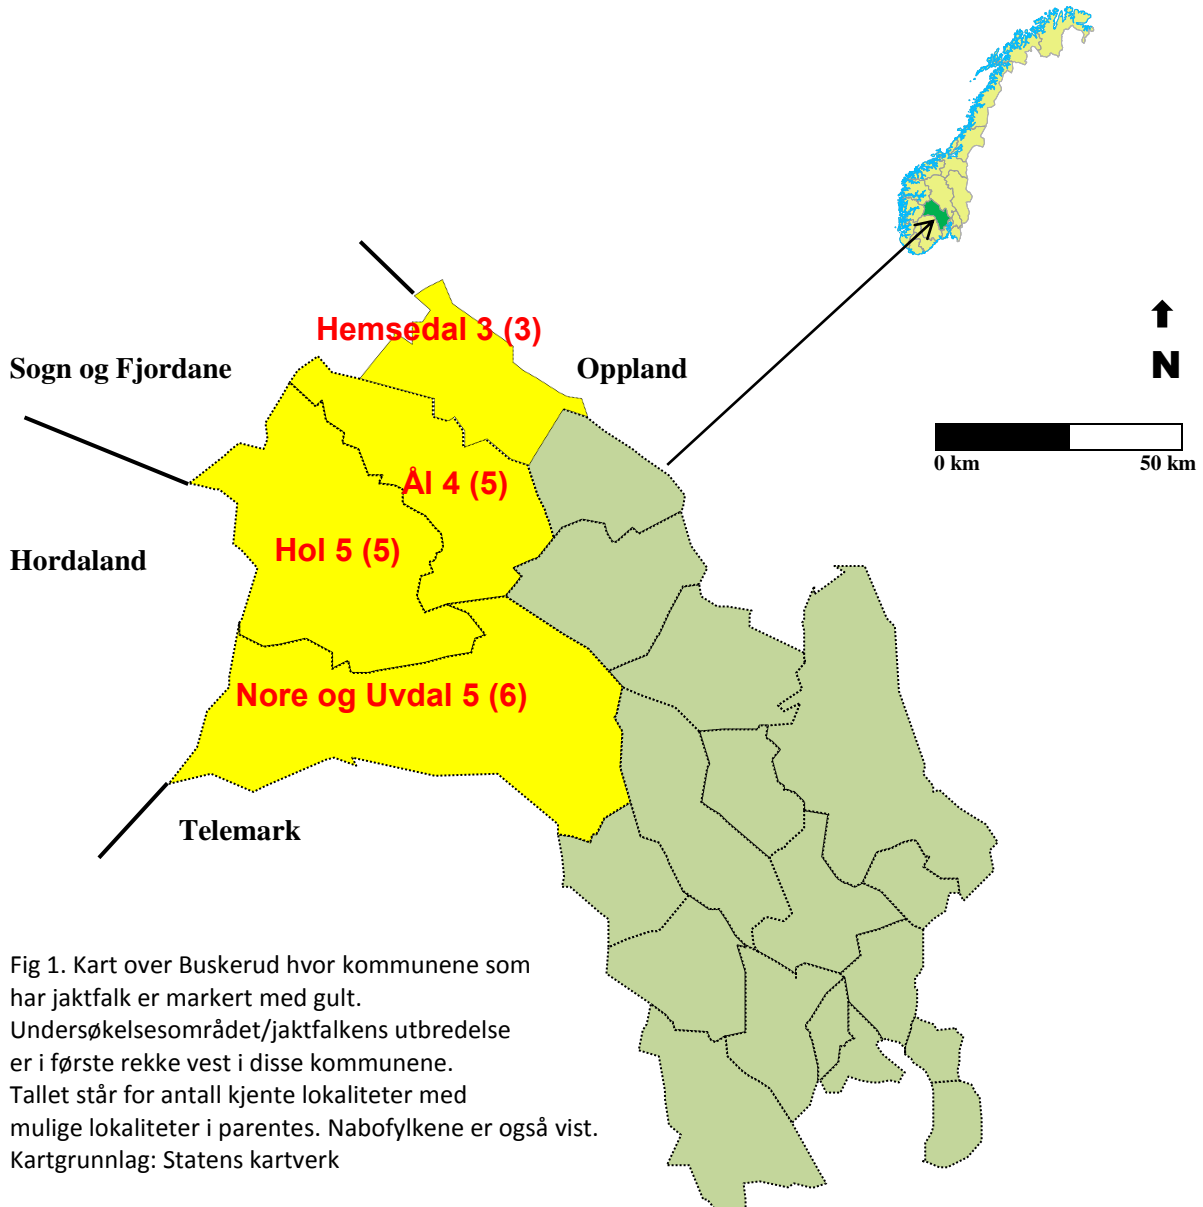 Hemsedal 3 (3)
Sogn og Fjordane
Oppland
N
0 km
50 km
Ål 4 (5)
Hol 5 (5)
Hordaland
Nore og Uvdal 5 (6)
Telemark
Fig 1. Kart over Buskerud hvor kommunene som
har jaktfalk er markert med gult.
Undersøkelsesområdet/jaktfalkens utbredelse
er i første rekke vest i disse kommunene.
Tallet står for antall kjente lokaliteter med
mulige lokaliteter i parentes. Nabofylkene er også vist.
Kartgrunnlag: Statens kartverk